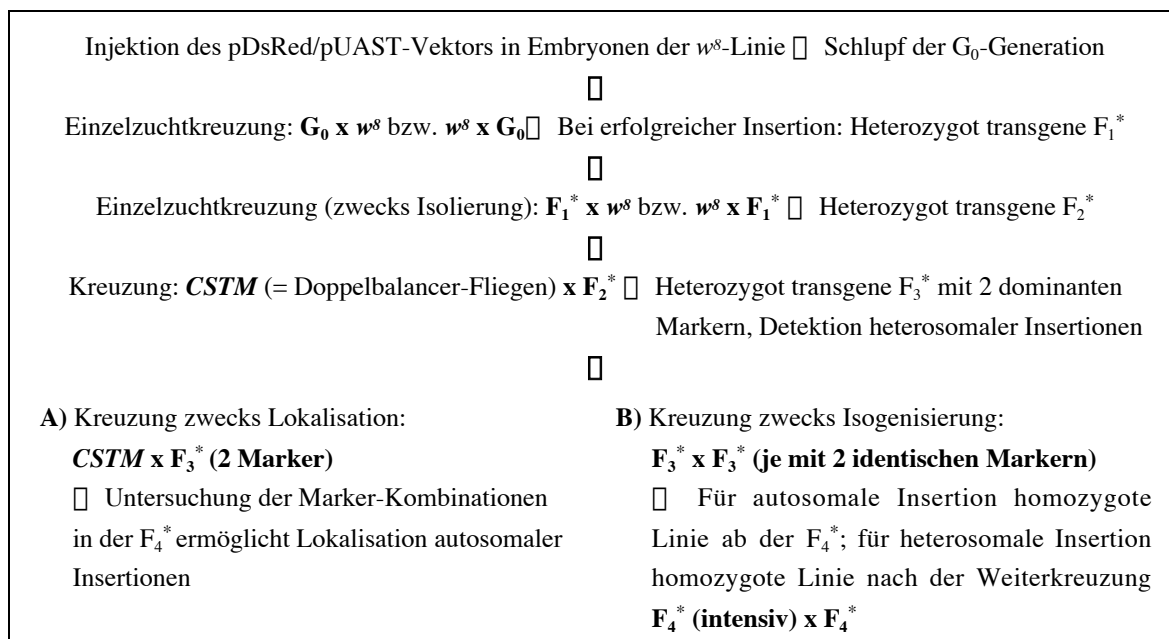 Injektion des pDsRed/pUAST-Vektors in Embryonen der w⁸-Linie ▯ Schlupf der G₀-Generation
▯
Einzelzuchtkreuzung: G₀ x w⁸ bzw. w⁸ x G₀▯ Bei erfolgreicher Insertion: Heterozygot transgene F₁*
▯
Einzelzuchtkreuzung (zwecks Isolierung): F₁* x w⁸ bzw. w⁸ x F₁* ▯ Heterozygot transgene F₂*
▯
Kreuzung: CSTM (= Doppelbalancer-Fliegen) x F₂* ▯ Heterozygot transgene F₃* mit 2 dominanten
Markern, Detektion heterosomaler Insertionen
▯
A) Kreuzung zwecks Lokalisation:
CSTM x F₃* (2 Marker)
▯ Untersuchung der Marker-Kombinationen
in der F₄* ermöglicht Lokalisation autosomaler
Insertionen
B) Kreuzung zwecks Isogenisierung:
F₃* x F₃* (je mit 2 identischen Markern)
▯ Für autosomale Insertion homozygote
Linie ab der F₄*; für heterosomale Insertion
homozygote Linie nach der Weiterkreuzung
F₄* (intensiv) x F₄*